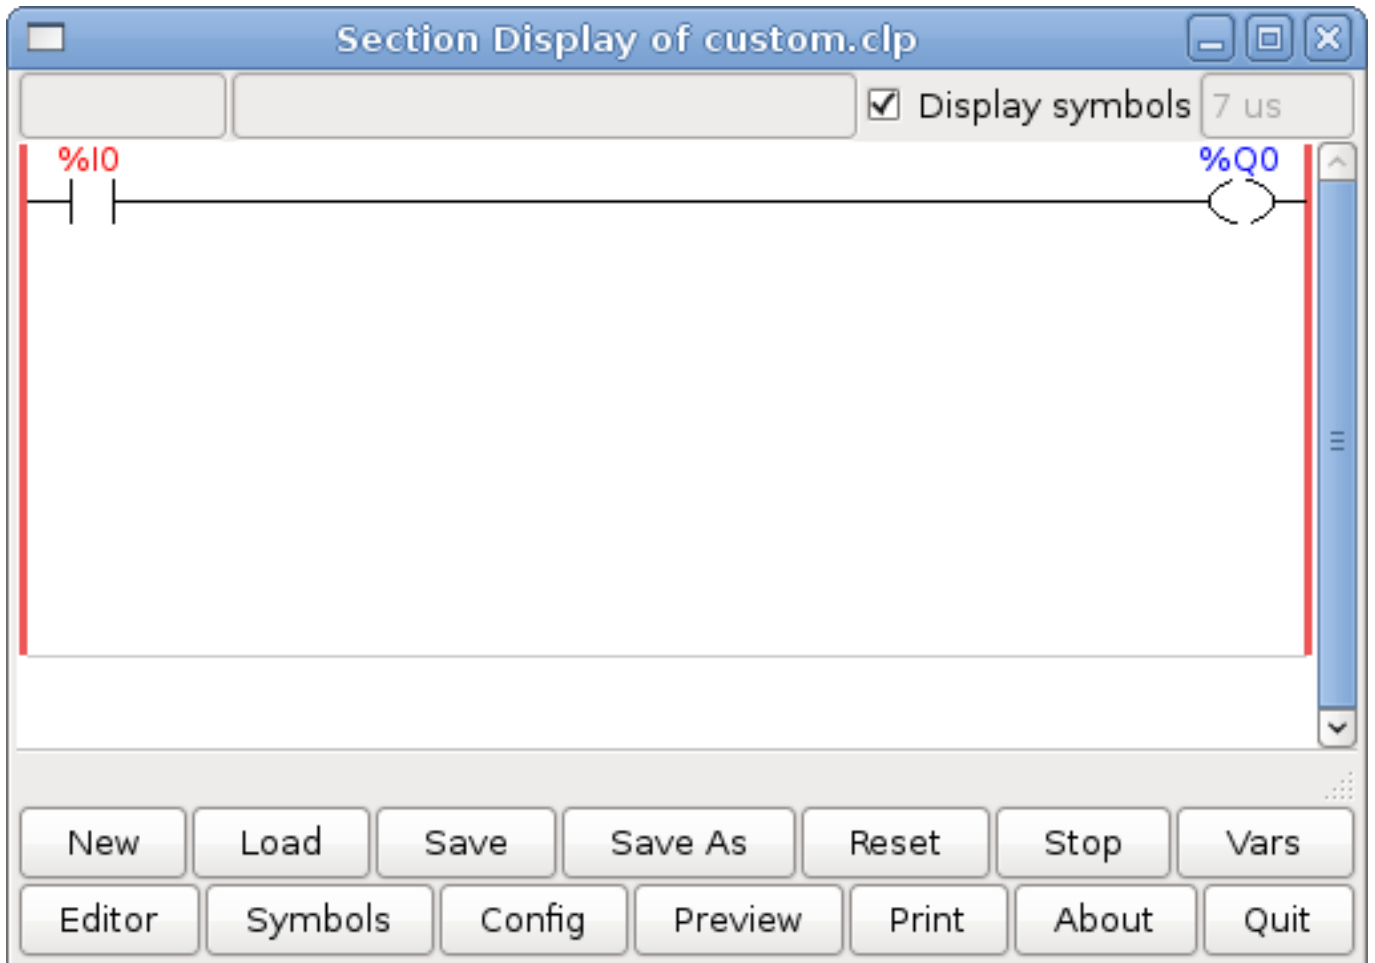 Section Display of custom.clp
Display symbols 7 us
%I0 %Q0
New Load Save Save As Reset Stop Vars
Editor Symbols Config Preview Print About Quit